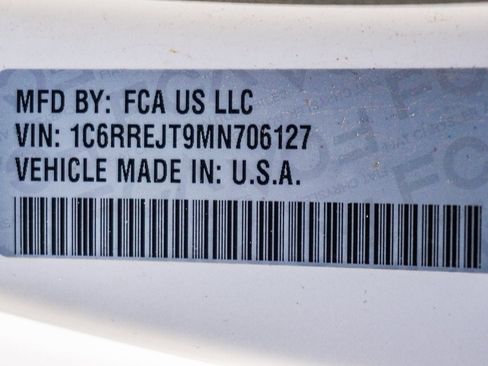 MFD BY: FCA US LLC
VIN: 1C6RREJT9MN706127
VEHICLE MADE IN: U.S.A.